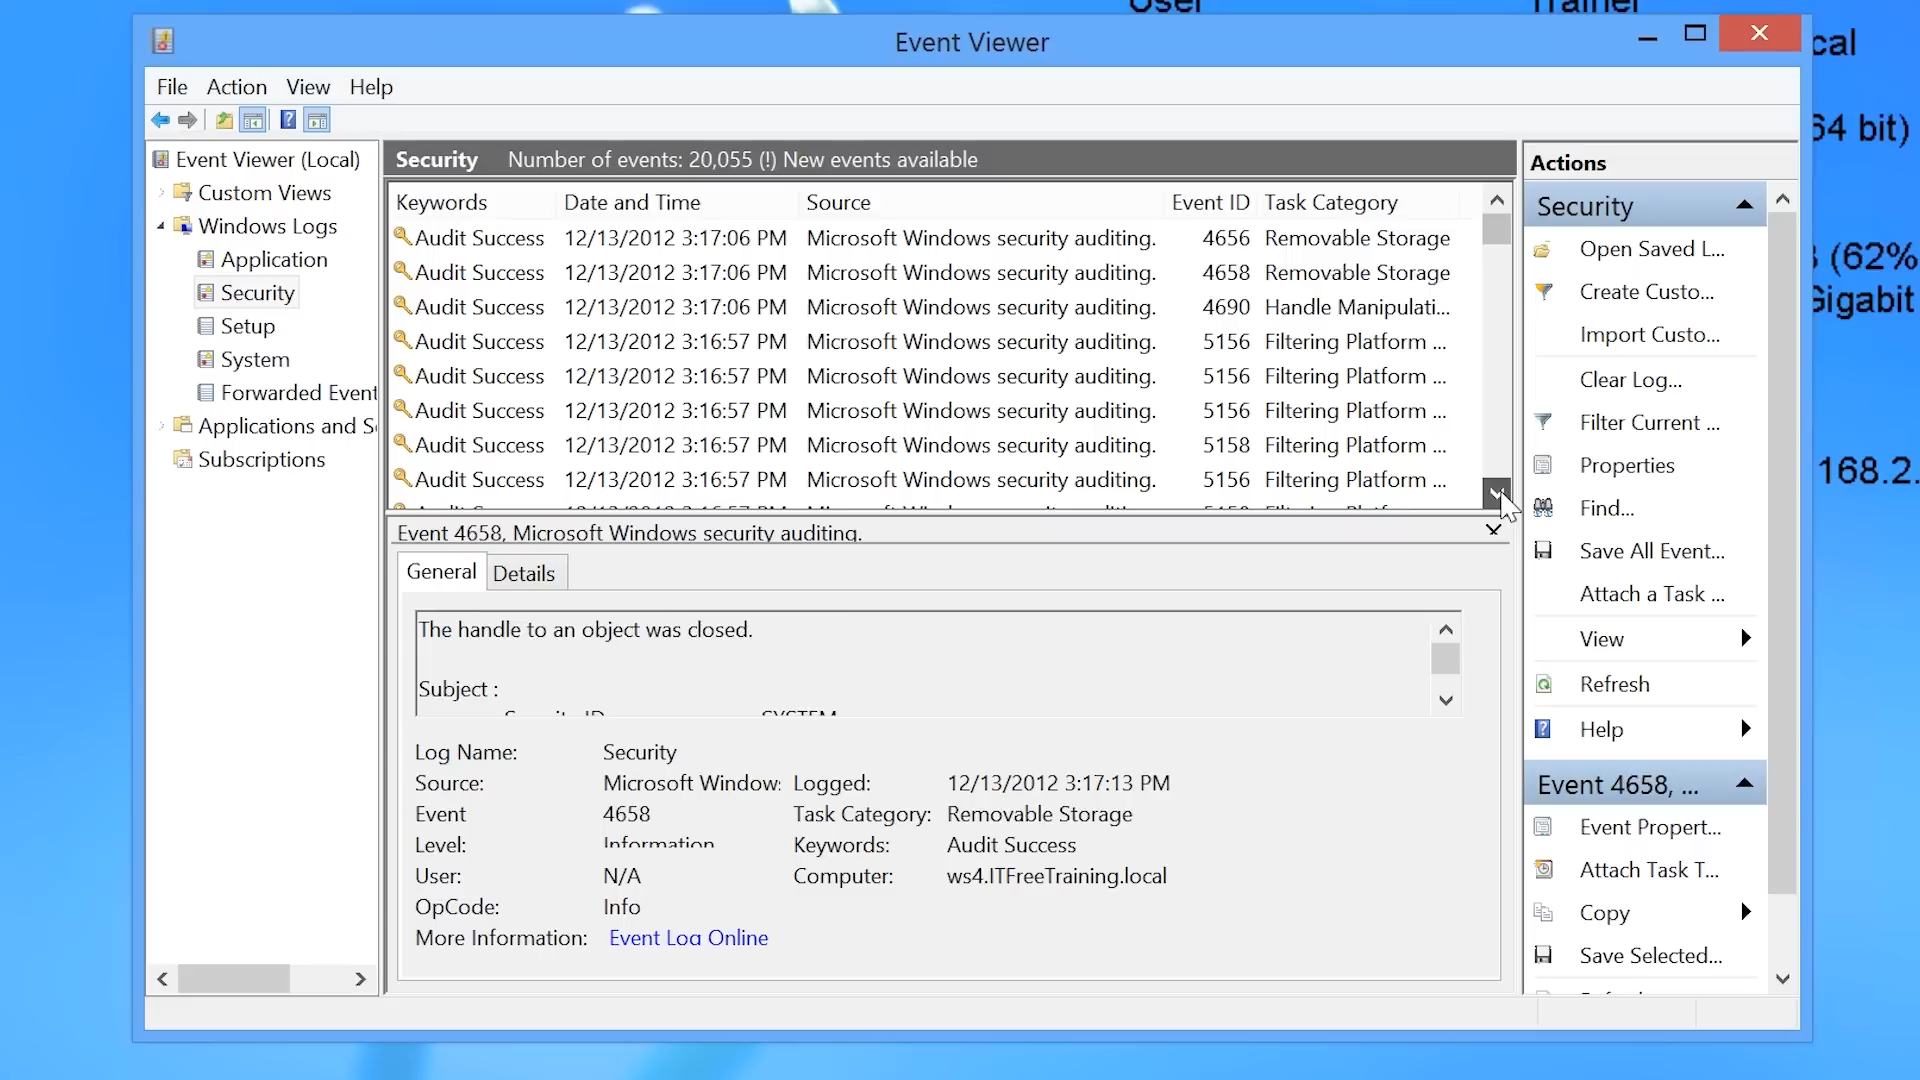 User
Trainer
cal
64 bit)
(62%
Gigabit
168.2.
Event Viewer
File Action View Help
Event Viewer (Local)
Custom Views
Windows Logs
Application
Security
Setup
System
Forwarded Event
Applications and S
Subscriptions
Security Number of events: 20,055 (!) New events available
Keywords Date and Time Source Event ID Task Category
Audit Success 12/13/2012 3:17:06 PM Microsoft Windows security auditing. 4656 Removable Storage
Audit Success 12/13/2012 3:17:06 PM Microsoft Windows security auditing. 4658 Removable Storage
Audit Success 12/13/2012 3:17:06 PM Microsoft Windows security auditing. 4690 Handle Manipulati...
Audit Success 12/13/2012 3:16:57 PM Microsoft Windows security auditing. 5156 Filtering Platform ...
Audit Success 12/13/2012 3:16:57 PM Microsoft Windows security auditing. 5156 Filtering Platform ...
Audit Success 12/13/2012 3:16:57 PM Microsoft Windows security auditing. 5156 Filtering Platform ...
Audit Success 12/13/2012 3:16:57 PM Microsoft Windows security auditing. 5158 Filtering Platform ...
Audit Success 12/13/2012 3:16:57 PM Microsoft Windows security auditing. 5156 Filtering Platform ...
Event 4658, Microsoft Windows security auditing.
General Details
The handle to an object was closed.
Subject :
Security ID SYSTEM
Log Name: Security
Source: Microsoft Window: Logged: 12/13/2012 3:17:13 PM
Event 4658 Task Category: Removable Storage
Level: Information Keywords: Audit Success
User: N/A Computer: ws4.ITFreeTraining.local
OpCode: Info
More Information: Event Log Online
Actions
Security
Open Saved L...
Create Custo...
Import Custo...
Clear Log...
Filter Current ...
Properties
Find...
Save All Event...
Attach a Task ...
View
Refresh
Help
Event 4658, ...
Event Propert...
Attach Task T...
Copy
Save Selected...